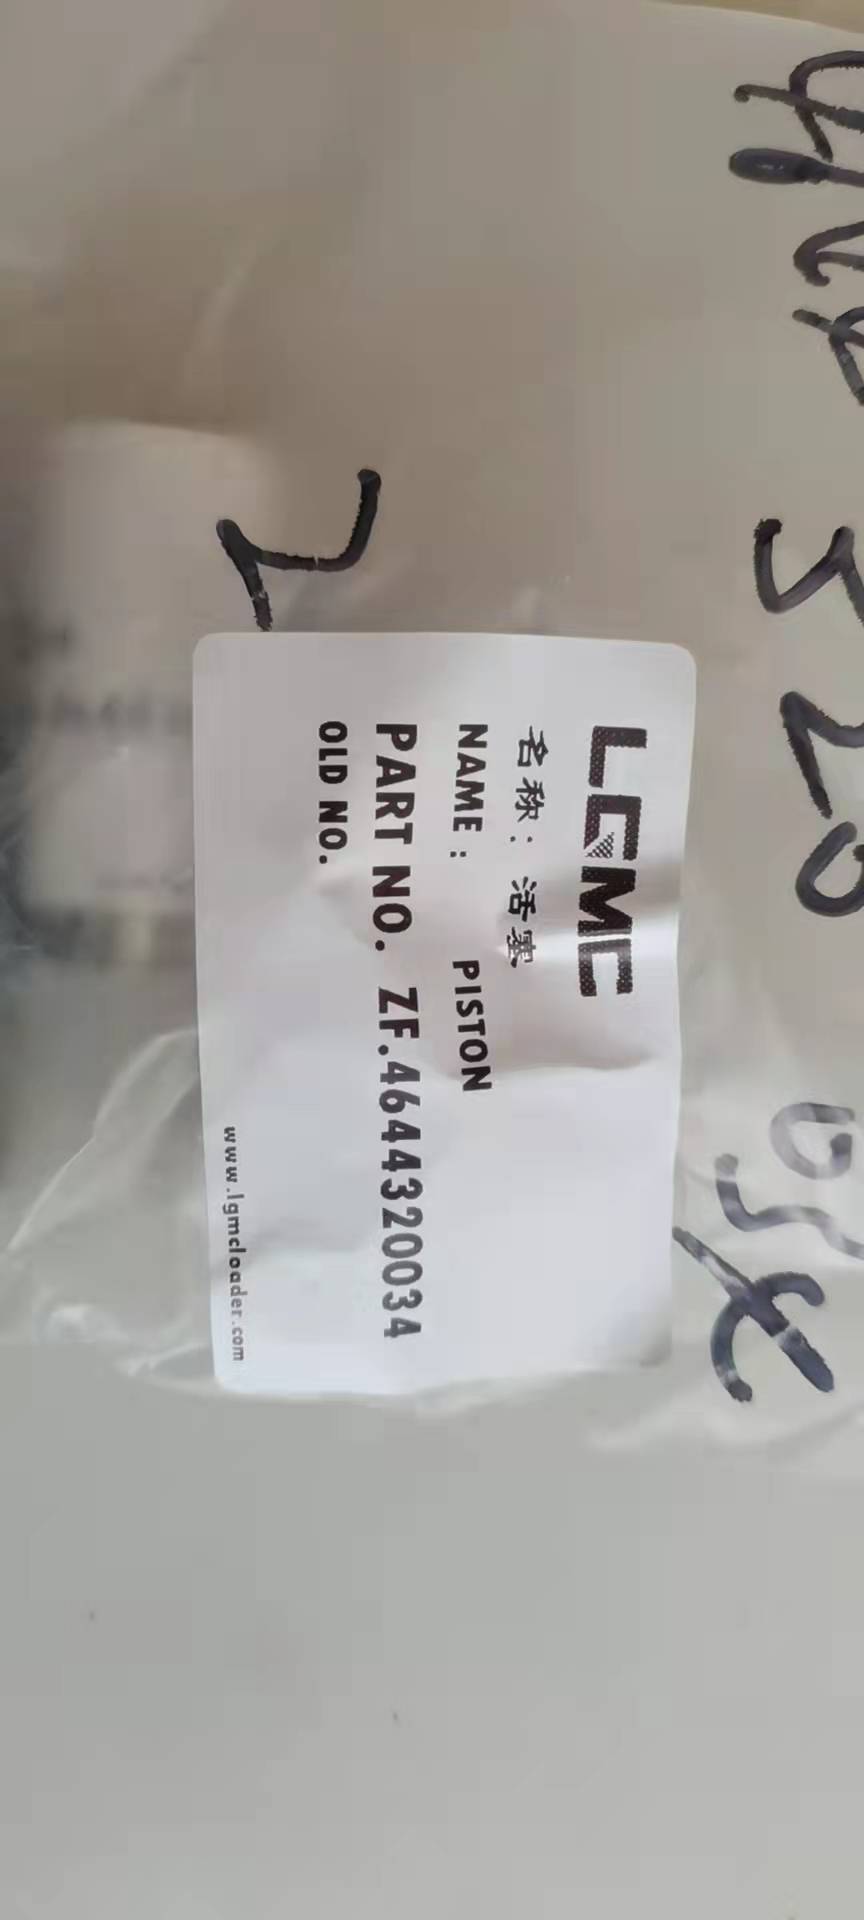 LGMC
名称：活塞
NAME： PISTON
PART NO. ZF.4644320034
OLD NO.
www.lgmcloader.com